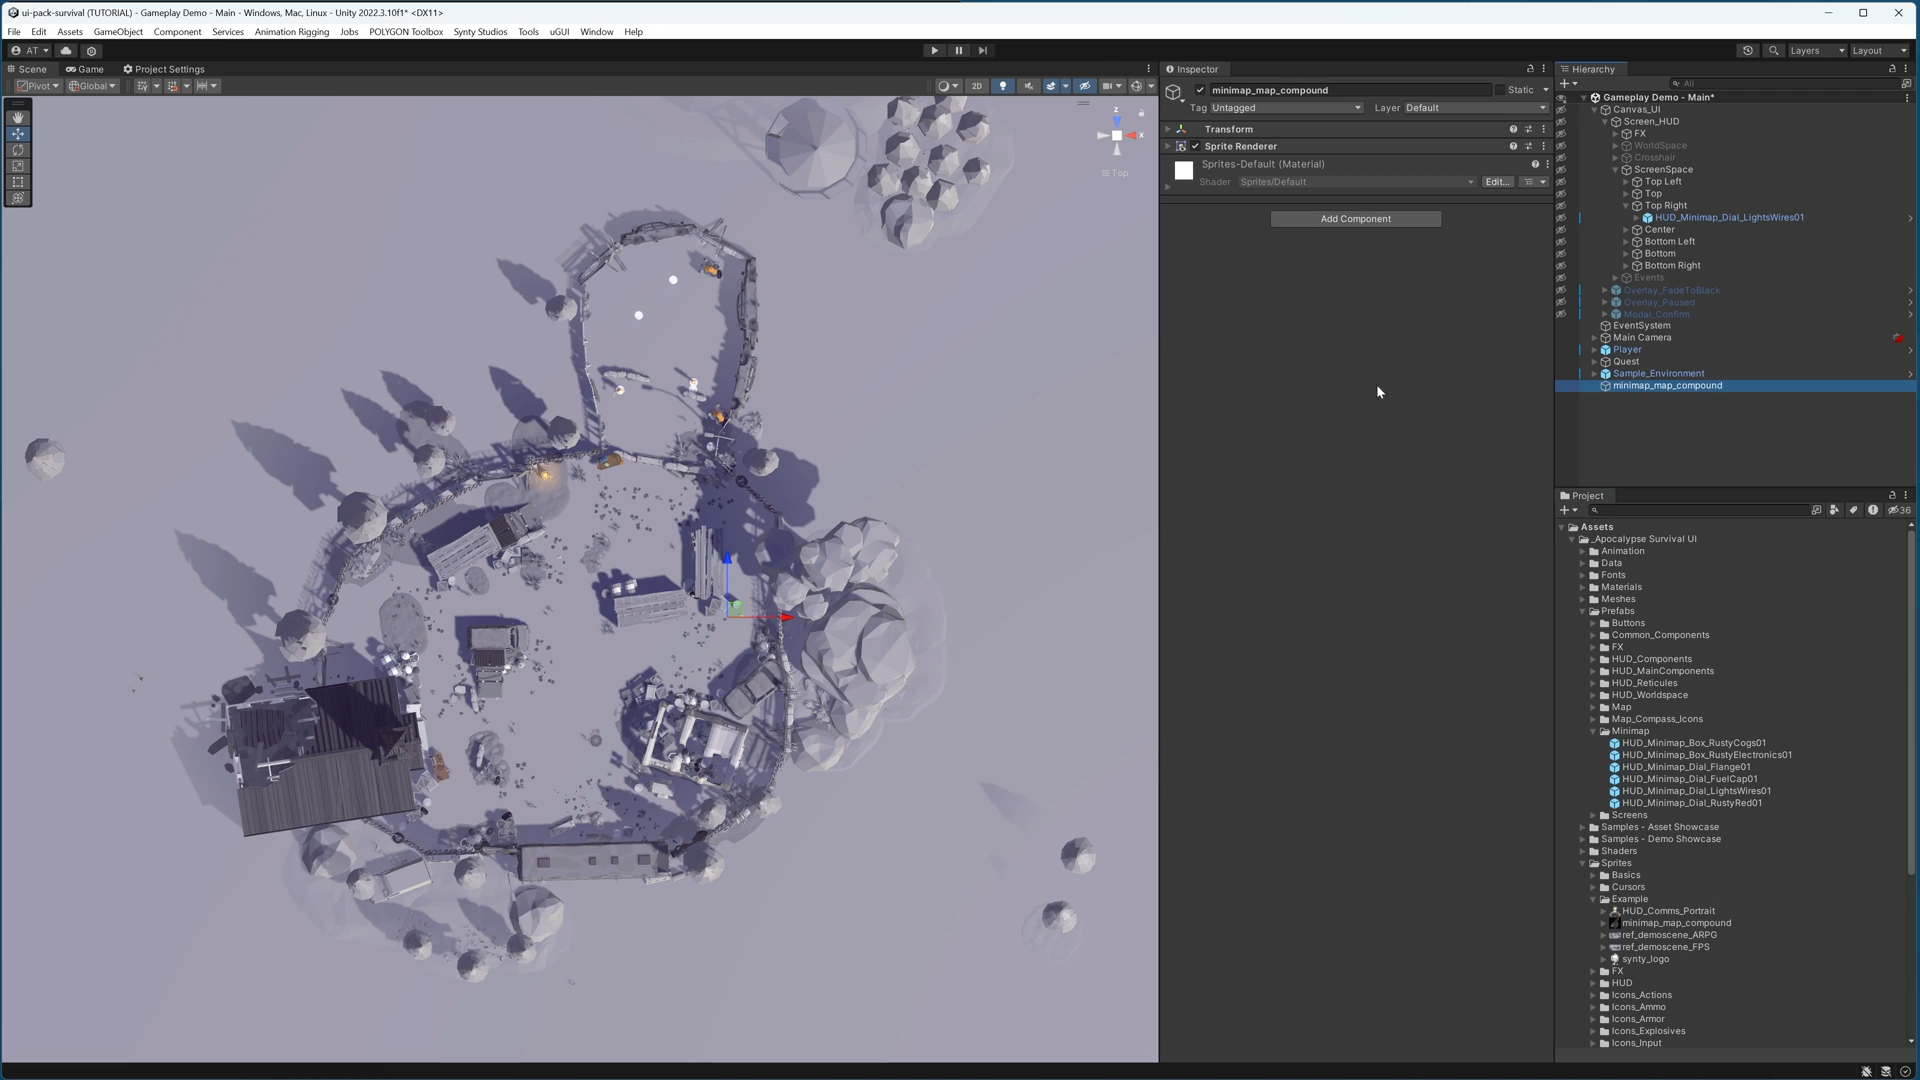 ui-pack-survival (TUTORIAL) - Gameplay Demo - Main - Windows, Mac, Linux - Unity 2022.3.10f1* <DX11>
File Edit Assets GameObject Component Services Animation Rigging Jobs POLYGON Toolbox Synty Studios Tools uGUI Window Help
AT
Layers Layout
Scene Game Project Settings
Pivot Global 2D
z
x
Top
Inspector
minimap_map_compound Static
Tag Untagged Layer Default
Transform
Sprite Renderer
Sprites-Default (Material)
Shader Sprites/Default Edit...
Add Component
Hierarchy
All
Gameplay Demo - Main*
Canvas_UI
Screen_HUD
FX
WorldSpace
Crosshair
ScreenSpace
Top Left
Top
Top Right
HUD_Minimap_Dial_LightsWires01
Center
Bottom Left
Bottom
Bottom Right
Events
Overlay_FadeToBlack
Overlay_Paused
Modal_Confirm
EventSystem
Main Camera
Player
Quest
Sample_Environment
minimap_map_compound
Project
36
Assets
_Apocalypse Survival UI
Animation
Data
Fonts
Materials
Meshes
Prefabs
Buttons
Common_Components
FX
HUD_Components
HUD_MainComponents
HUD_Reticules
HUD_Worldspace
Map
Map_Compass_Icons
Minimap
HUD_Minimap_Box_RustyCogs01
HUD_Minimap_Box_RustyElectronics01
HUD_Minimap_Dial_Flange01
HUD_Minimap_Dial_FuelCap01
HUD_Minimap_Dial_LightsWires01
HUD_Minimap_Dial_RustyRed01
Screens
Samples - Asset Showcase
Samples - Demo Showcase
Shaders
Sprites
Basics
Cursors
Example
HUD_Comms_Portrait
minimap_map_compound
ref_demoscene_ARPG
ref_demoscene_FPS
synty_logo
FX
HUD
Icons_Actions
Icons_Ammo
Icons_Armor
Icons_Explosives
Icons_Input